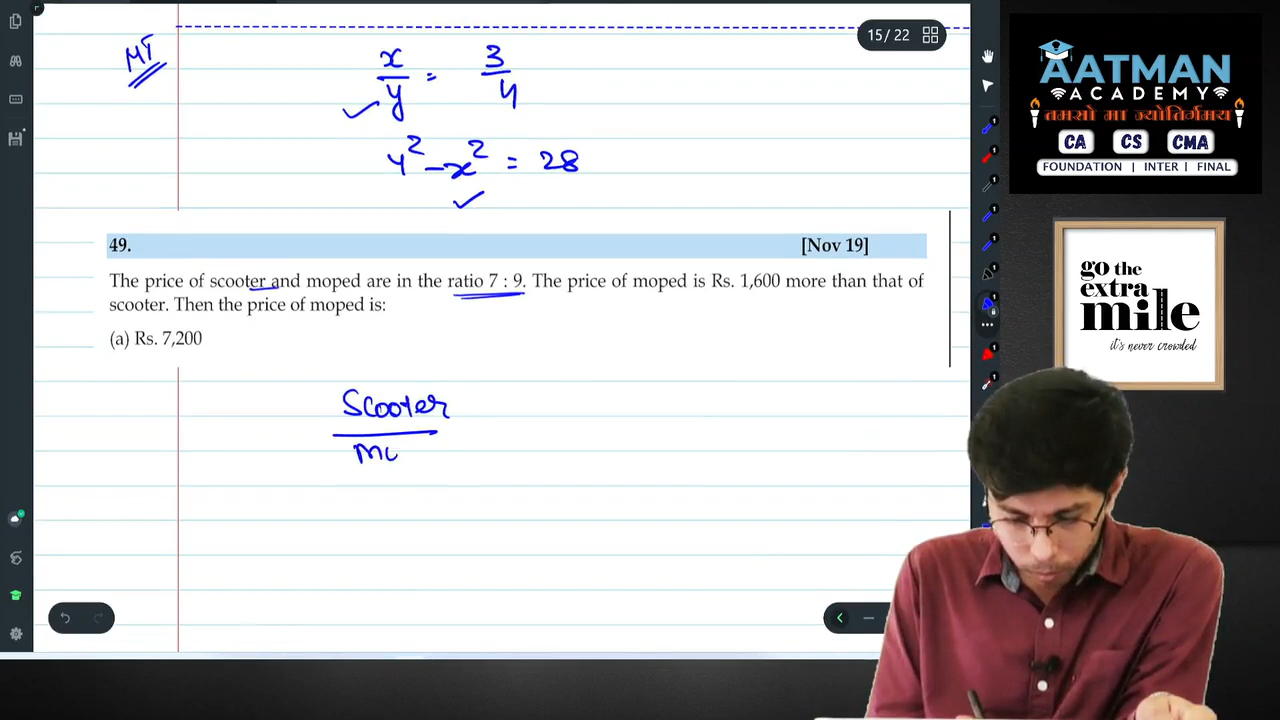 MT
x/y = 3/4
y² - x² = 28
15/22
49. [Nov 19]
The price of scooter and moped are in the ratio 7 : 9. The price of moped is Rs. 1,600 more than that of
scooter. Then the price of moped is:
(a) Rs. 7,200
Scooter
mo
AATMAN
ACADEMY
तमसो मा ज्योतिर्गमय
CA CS CMA
FOUNDATION | INTER | FINAL
go the
extra
mile
it's never crowded